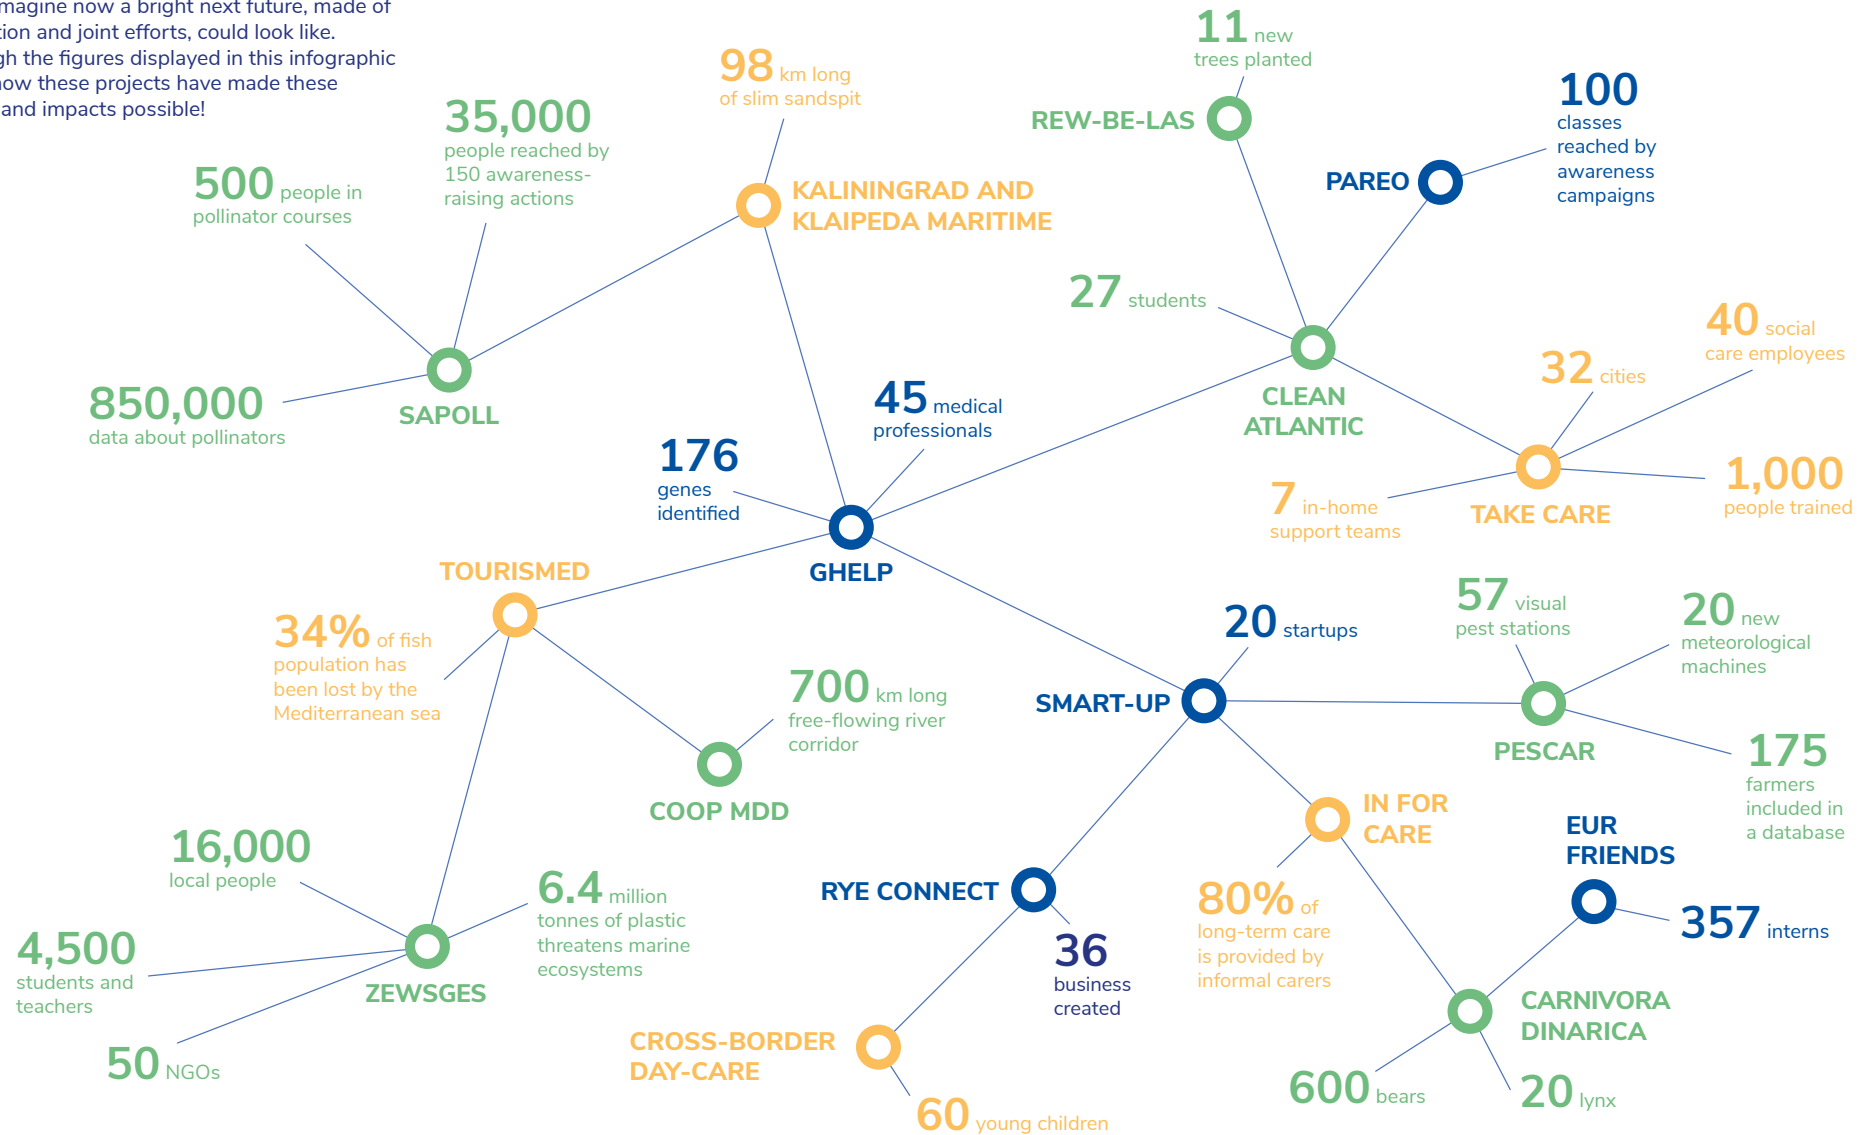 magine now a bright next future, made of
tion and joint efforts, could look like.
gh the figures displayed in this infographic
now these projects have made these
and impacts possible!
11 new
trees planted
98 km long
of slim sandspit
REW-BE-LAS
100
classes
reached by
awareness
campaigns
PAREO
35,000
people reached by
150 awareness-
raising actions
500 people in
pollinator courses
KALININGRAD AND
KLAIPEDA MARITIME
27 students
40 social
care employees
32 cities
850,000
data about pollinators
SAPOLL
CLEAN
ATLANTIC
45 medical
professionals
176
genes
identified
7 in-home
support teams
TAKE CARE
1,000
people trained
GHELP
TOURISMED
34% of fish
population has
been lost by the
Mediterranean sea
20 startups
57 visual
pest stations
20 new
meteorological
machines
700 km long
free-flowing river
corridor
SMART-UP
PESCAR
175
farmers
included in
a database
COOP MDD
IN FOR
CARE
EUR
FRIENDS
16,000
local people
6.4 million
tonnes of plastic
threatens marine
ecosystems
RYE CONNECT
80% of
long-term care
is provided by
informal carers
357 interns
36
business
created
4,500
students and
teachers
ZEWSGES
CARNIVORA
DINARICA
50 NGOs
CROSS-BORDER
DAY-CARE
600 bears
20 lynx
60 young children